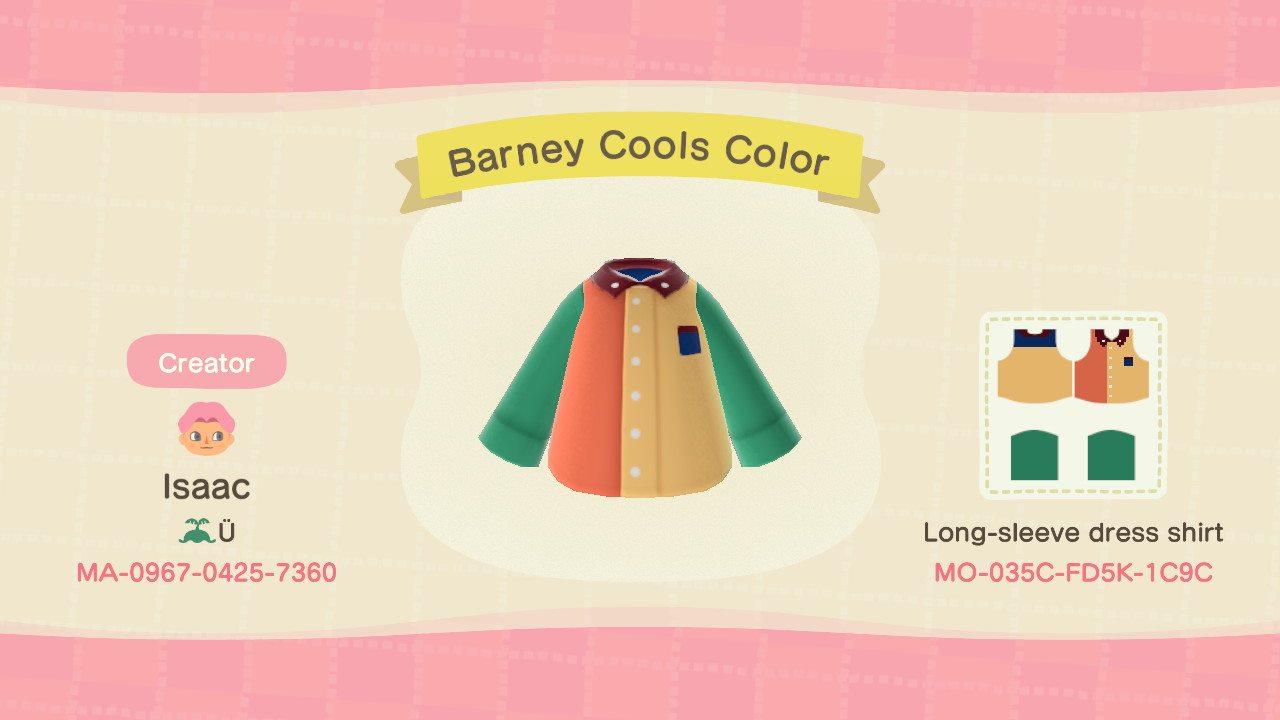 Barney Cools Color
Creator
Isaac
Ü
MA-0967-0425-7360
Long-sleeve dress shirt
MO-035C-FD5K-1C9C